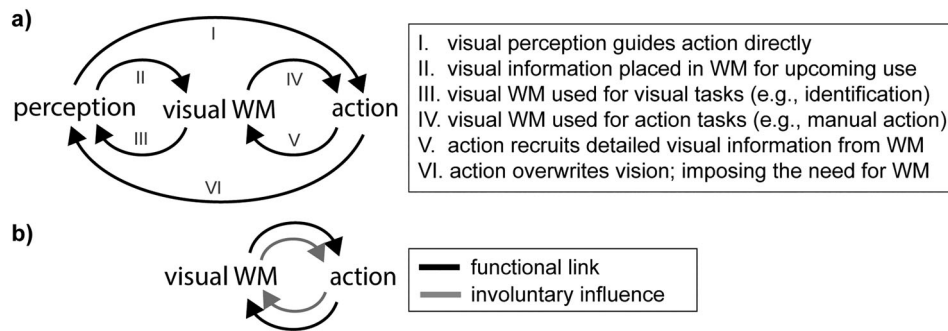 a)
I
II
IV
perception visual WM action
III
V
VI
I. visual perception guides action directly
II. visual information placed in WM for upcoming use
III. visual WM used for visual tasks (e.g., identification)
IV. visual WM used for action tasks (e.g., manual action)
V. action recruits detailed visual information from WM
VI. action overwrites vision; imposing the need for WM
b)
visual WM action
functional link
involuntary influence